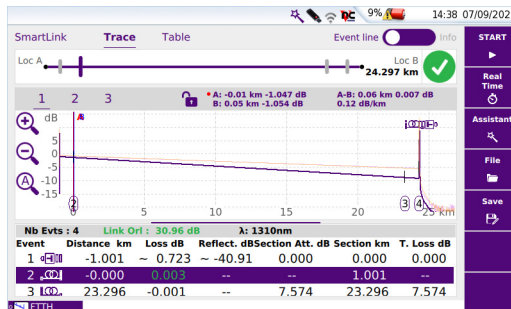 9% 14:38 07/09/202
SmartLink Trace Table Event line Info
START
Loc A Loc B
24.297 km
Real
Time
1 2 3 A: -0.01 km -1.047 dB A-B: 0.06 km 0.007 dB
B: 0.05 km -1.054 dB 0.12 dB/km
Assistant
dB
5
0
-5
-10
-15
2 3 4
5 10 15 20 25 km
File
Save
Nb Evts : 4 Link Orl : 30.96 dB λ: 1310nm
Event Distance km Loss dB Reflect. dB Section Att. dB Section km T. Loss dB
1 -1.001 ~ 0.723 ~ -40.91 0.000 0.000 0.000
2 -0.000 0.003 -- -- 1.001 --
3 23.296 -0.001 -- 7.574 23.296 7.574
FTTH